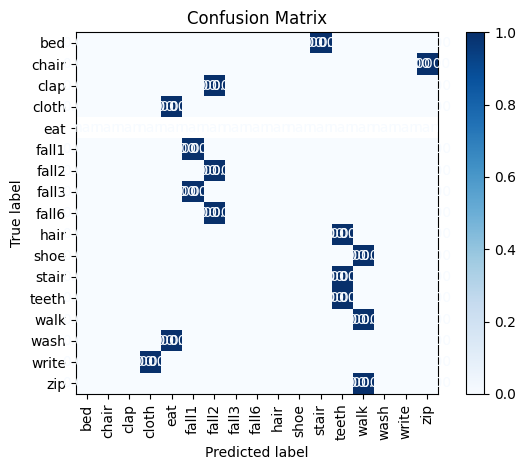 Confusion Matrix
True label
bed
chair
clap
cloth
eat
fall1
fall2
fall3
fall6
hair
shoe
stair
teeth
walk
wash
write
zip
bed chair clap cloth eat fall1 fall2 fall3 fall6 hair shoe stair teeth walk wash write zip
Predicted label
1.0
0.8
0.6
0.4
0.2
0.0